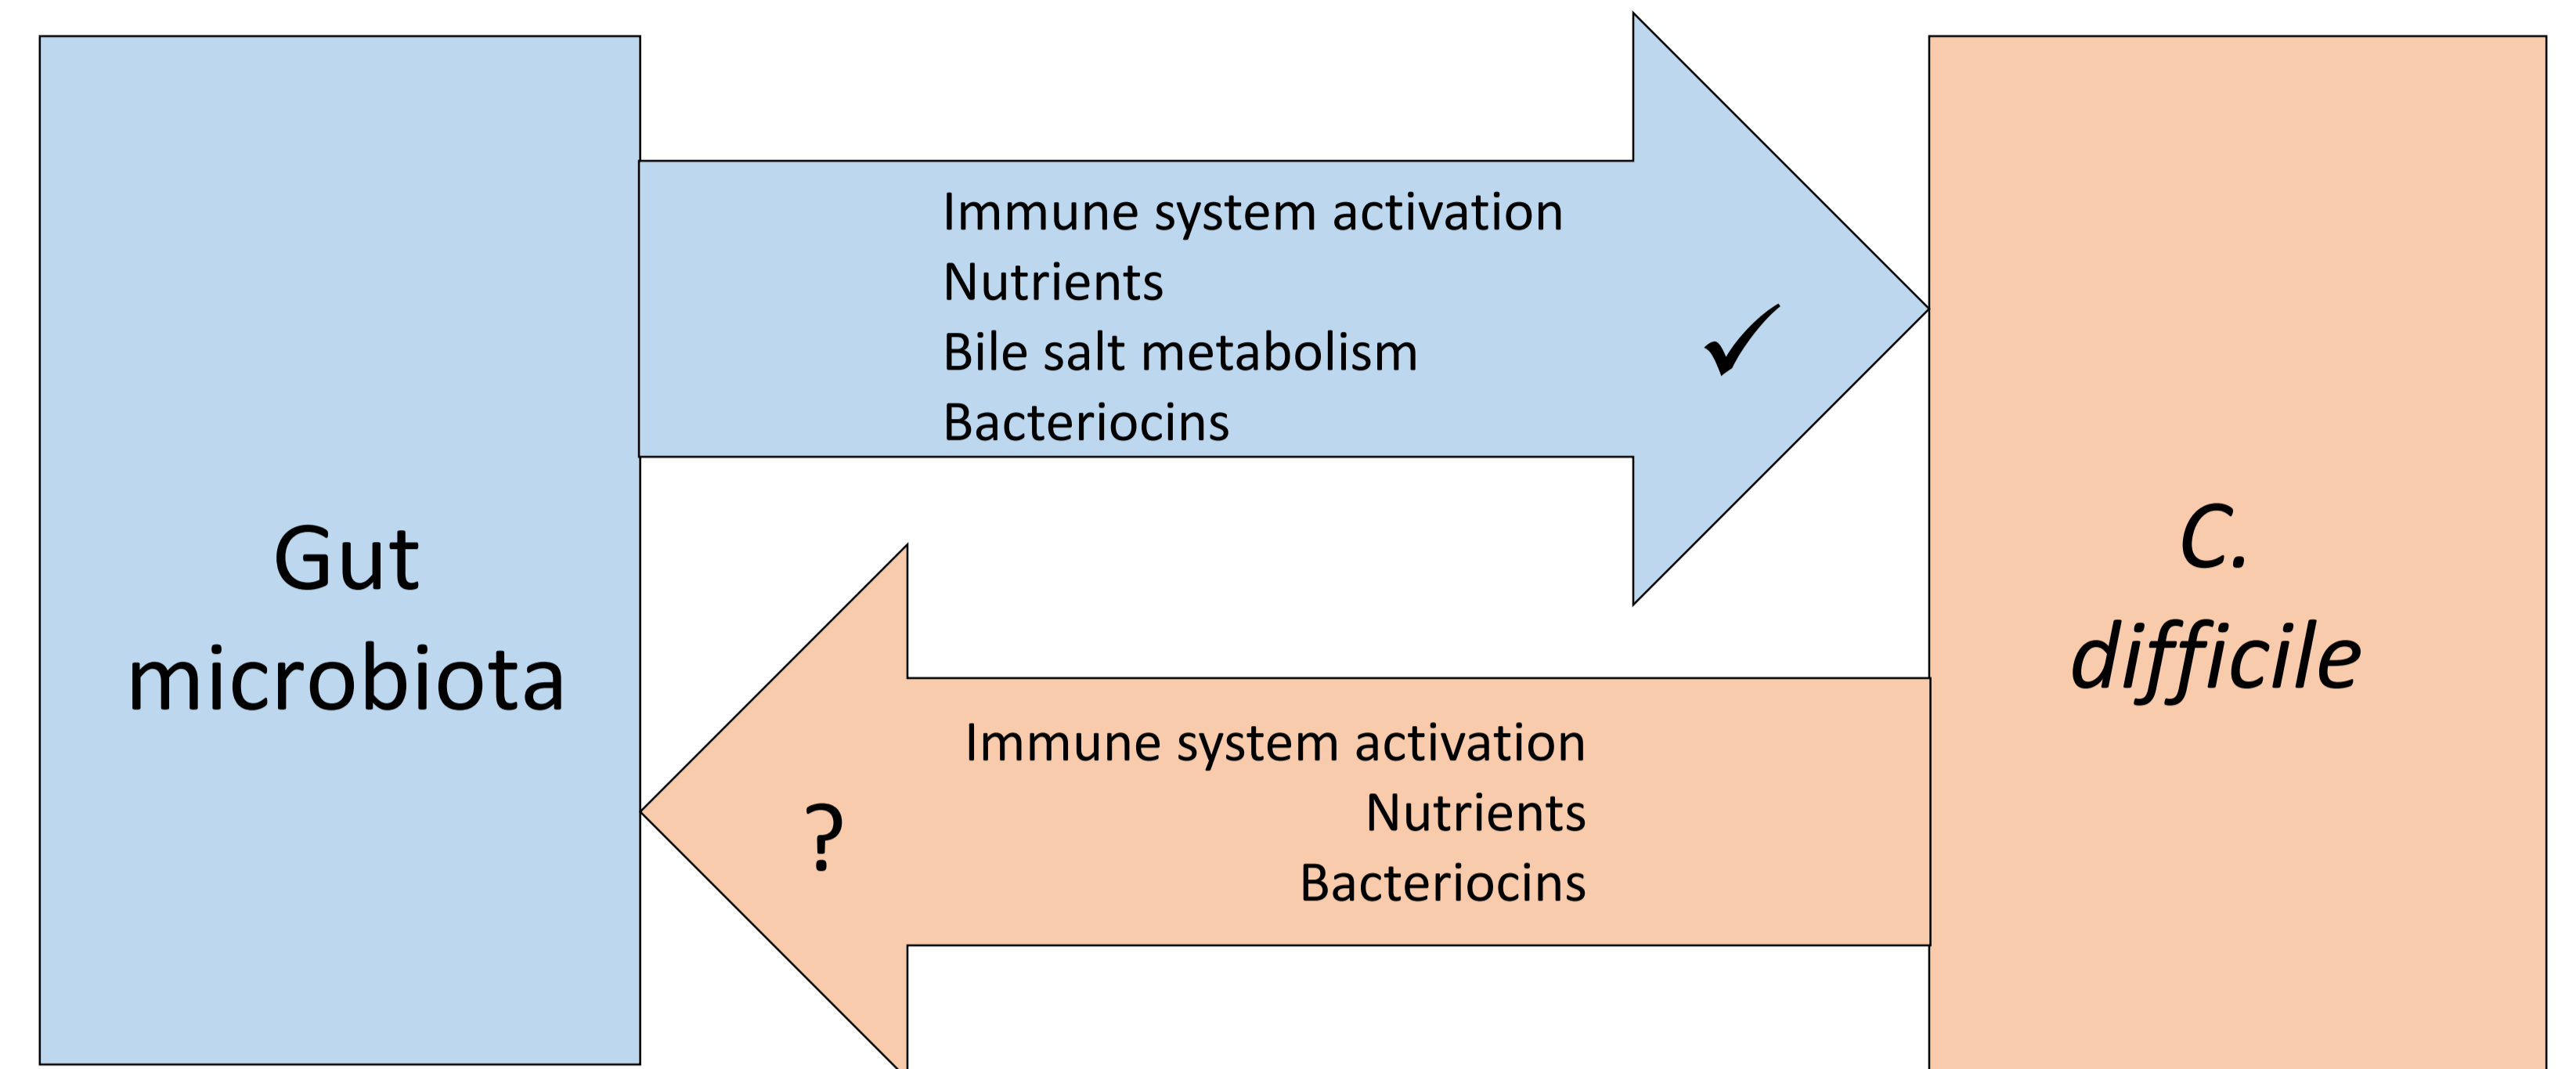 Gut
microbiota
Immune system activation
Nutrients
Bile salt metabolism
Bacteriocins
✓
?
Immune system activation
Nutrients
Bacteriocins
C.
difficile